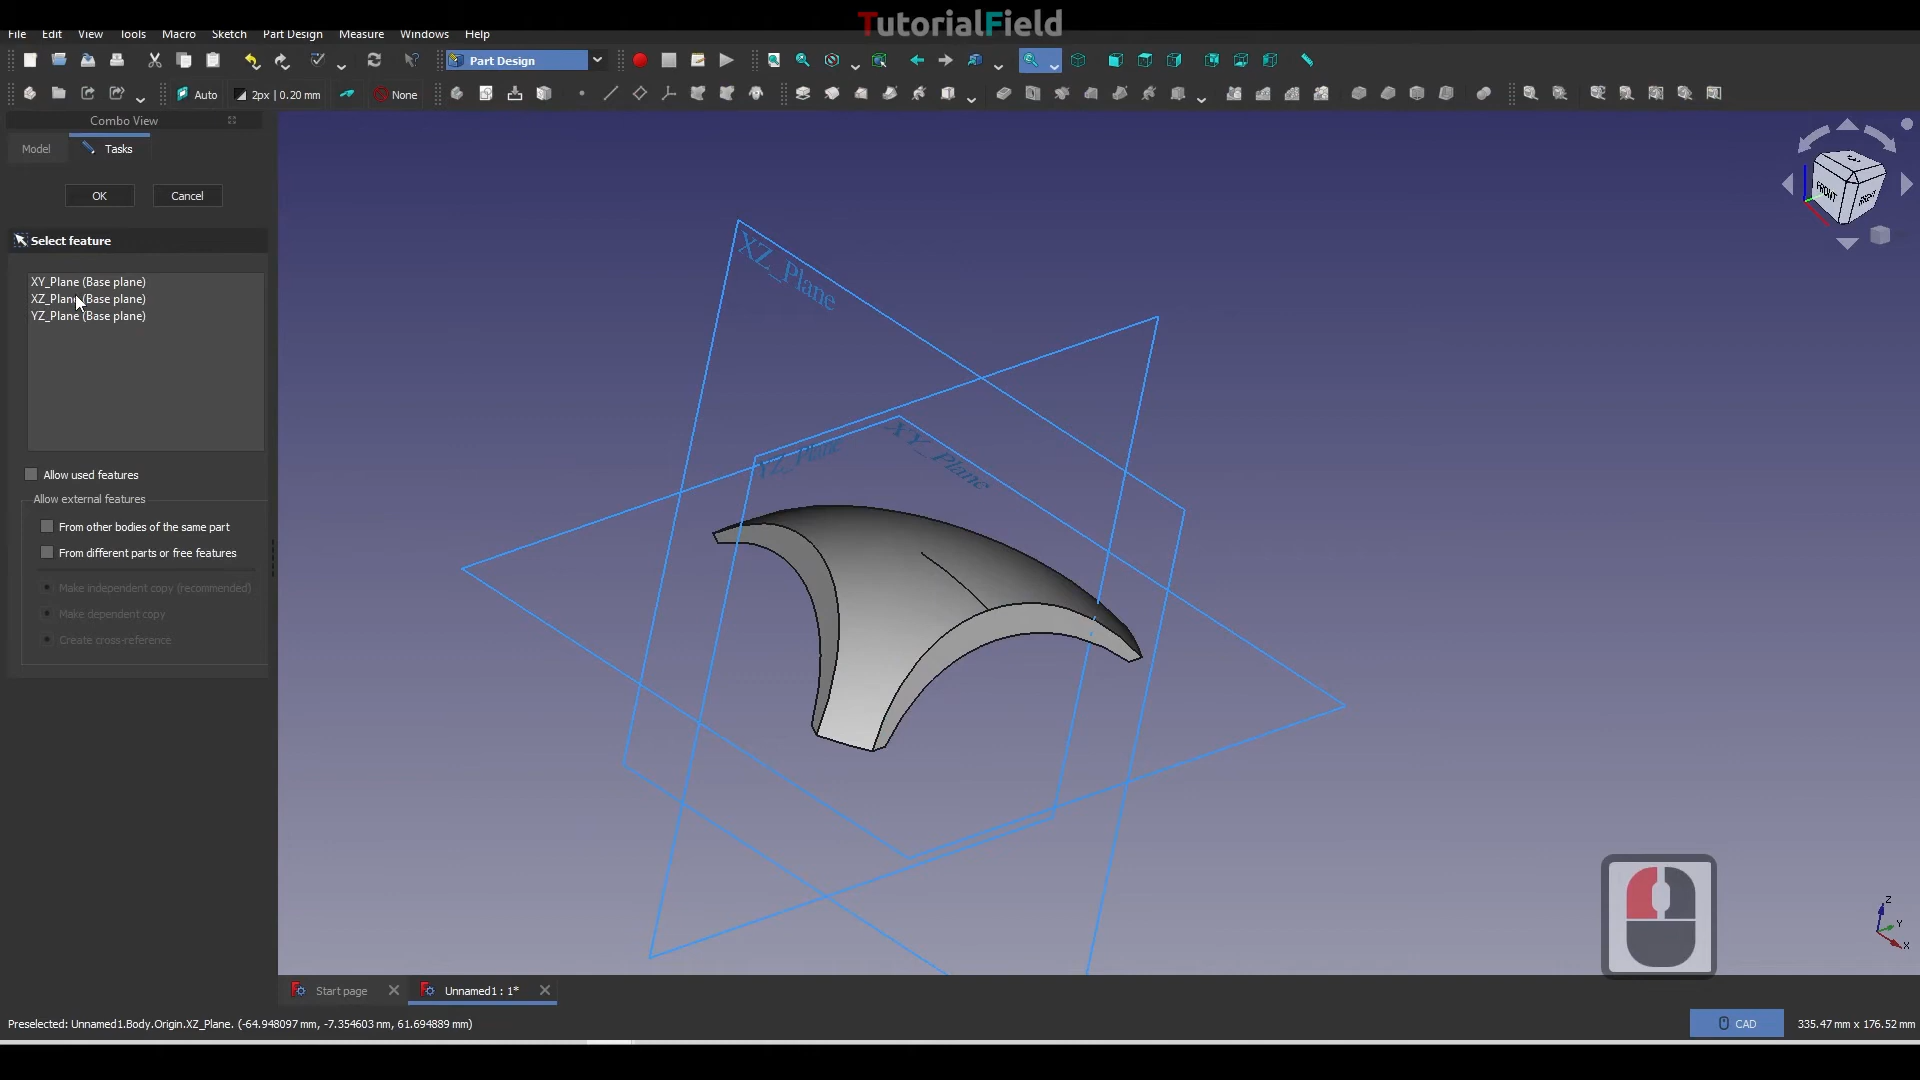 TutorialField
File Edit View Tools Macro Sketch Part Design Measure Windows Help
Part Design
Auto 2px | 0.20 mm None
Combo View
Model Tasks
OK Cancel
Select feature
XY_Plane (Base plane)
XZ_Plane (Base plane)
YZ_Plane (Base plane)
Allow used features
Allow external features
From other bodies of the same part
From different parts or free features
Make independent copy (recommended)
Make dependent copy
Create cross-reference
XZ_Plane
YZ_Plane
XY_Plane
FRONT
RIGHT
Z
Y
X
Start page Unnamed1 : 1*
Preselected: Unnamed1.Body.Origin.XZ_Plane. (-64.948097 mm, -7.354603 nm, 61.694889 mm)
CAD 335.47 mm x 176.52 mm